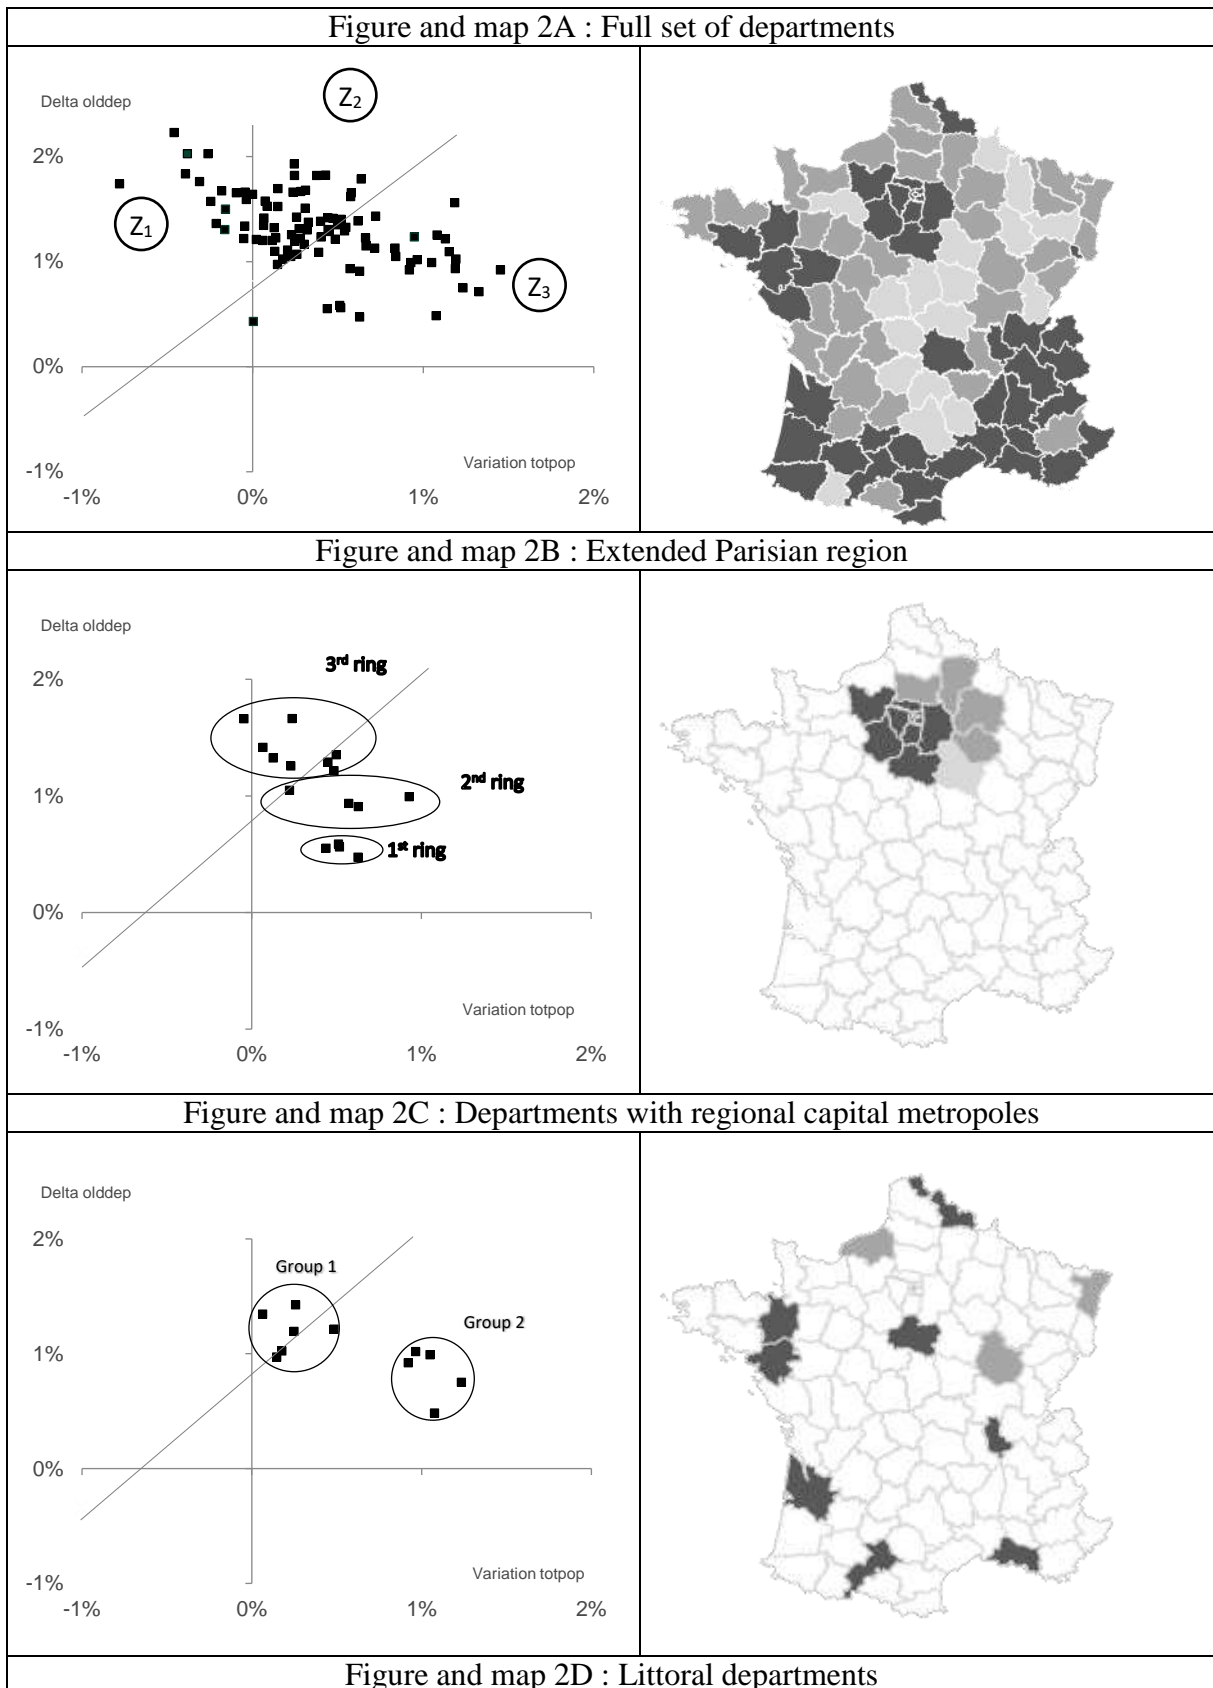 Figure and map 2A : Full set of departments
Delta olddep
Z2
2%
Z1
1%
Z3
0%
Variation totpop
-1%
-1% 0% 1% 2%
Figure and map 2B : Extended Parisian region
Delta olddep
3rd ring
2%
2nd ring
1%
1st ring
0%
Variation totpop
-1%
-1% 0% 1% 2%
Figure and map 2C : Departments with regional capital metropoles
Delta olddep
2%
Group 1
Group 2
1%
0%
Variation totpop
-1%
-1% 0% 1% 2%
Figure and map 2D : Littoral departments